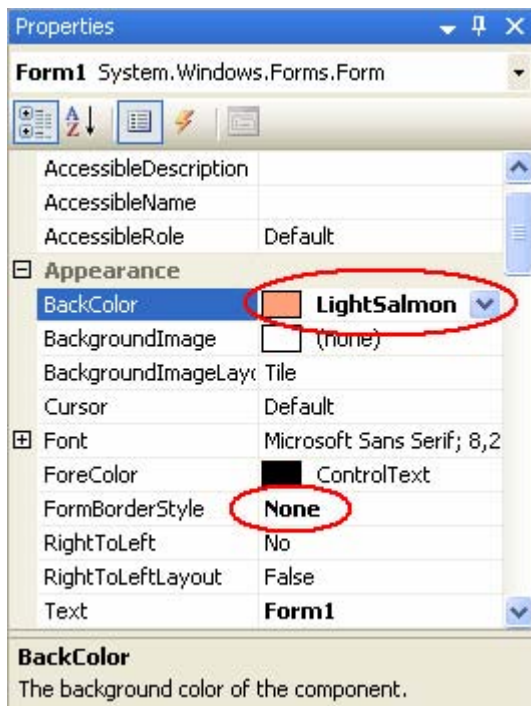 Properties
Form1 System.Windows.Forms.Form
AccessibleDescription
AccessibleName
AccessibleRole Default
Appearance
BackColor LightSalmon
BackgroundImage (none)
BackgroundImageLay Tile
Cursor Default
Font Microsoft Sans Serif; 8,2
ForeColor ControlText
FormBorderStyle None
RightToLeft No
RightToLeftLayout False
Text Form1
BackColor
The background color of the component.